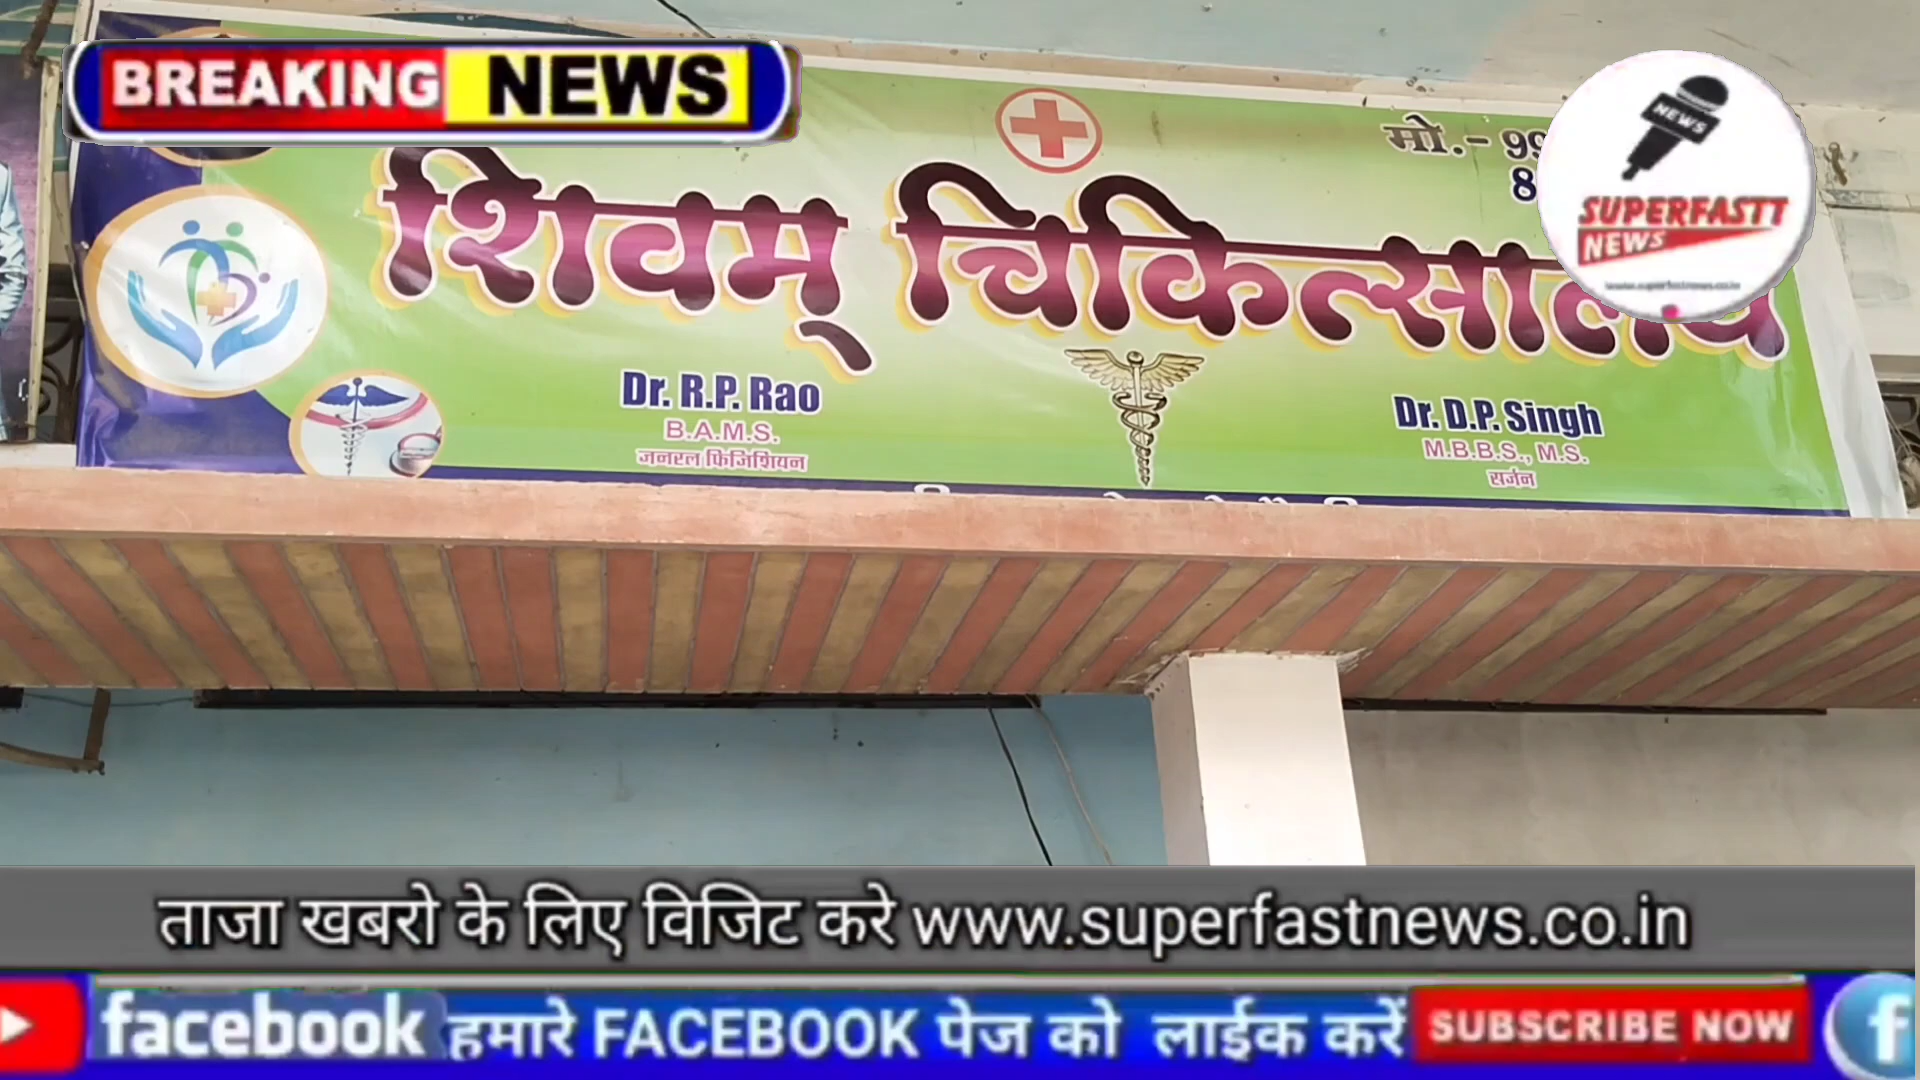 BREAKING NEWS
मो.- 99
8
NEWS
SUPERFASTT
NEWS
शिवम् चिकित्सालय
Dr. R.P. Rao
B.A.M.S.
जनरल फिजिशियन
Dr. D.P. Singh
M.B.B.S., M.S.
सर्जन
ताजा खबरो के लिए विजिट करे www.superfastnews.co.in
facebook हमारे FACEBOOK पेज को लाईक करें SUBSCRIBE NOW